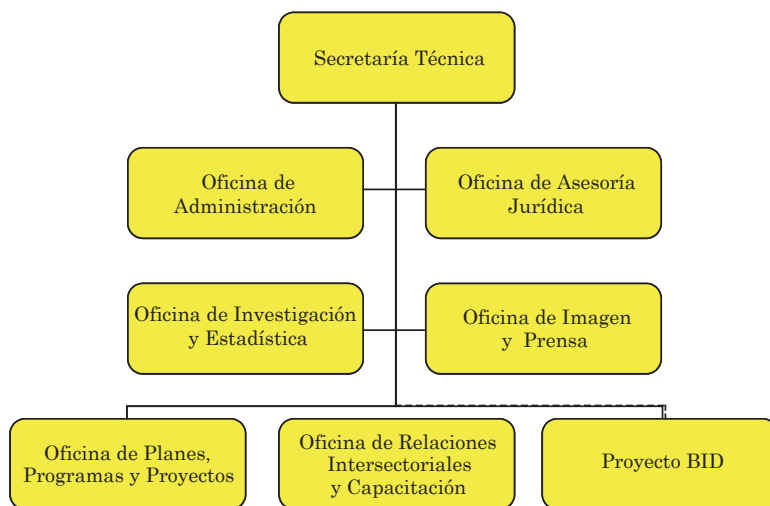 Secretaría Técnica
Oficina de
Administración
Oficina de Asesoría
Jurídica
Oficina de Investigación
y Estadística
Oficina de Imagen
y Prensa
Oficina de Planes,
Programas y Proyectos
Oficina de Relaciones
Intersectoriales
y Capacitación
Proyecto BID